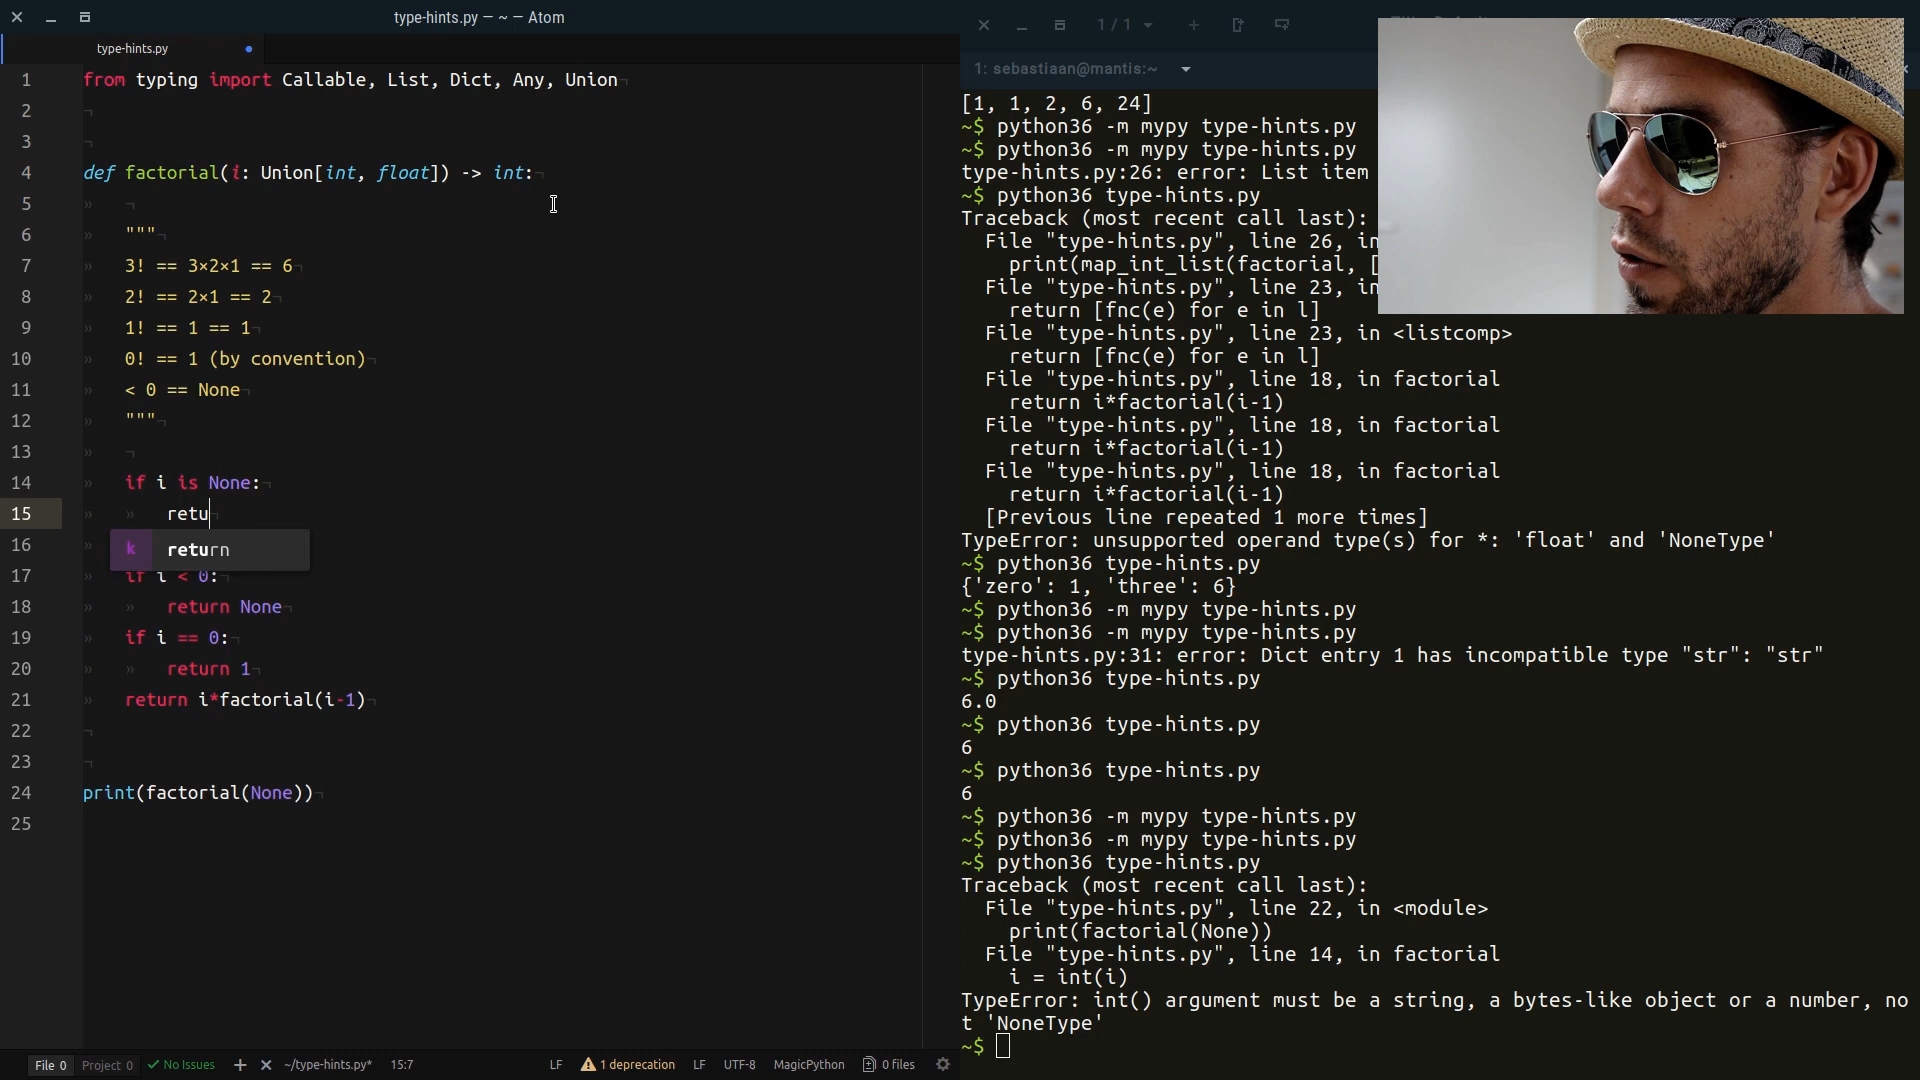 type-hints.py — ~ — Atom
type-hints.py
1 from typing import Callable, List, Dict, Any, Union
2
3
4 def factorial(i: Union[int, float]) -> int:
5
6 """
7 3! == 3×2×1 == 6
8 2! == 2×1 == 2
9 1! == 1 == 1
10 0! == 1 (by convention)
11 < 0 == None
12 """
13
14 if i is None:
15 retu
k return
16
17 if i < 0:
18 return None
19 if i == 0:
20 return 1
21 return i*factorial(i-1)
22
23
24 print(factorial(None))
25
File 0 Project 0 No Issues ~/type-hints.py* 15:7 LF 1 deprecation LF UTF-8 MagicPython 0 files
1 / 1
1: sebastiaan@mantis:~
[1, 1, 2, 6, 24]
~$ python36 -m mypy type-hints.py
~$ python36 -m mypy type-hints.py
type-hints.py:26: error: List item
~$ python36 type-hints.py
Traceback (most recent call last):
File "type-hints.py", line 26, in
print(map_int_list(factorial, [
File "type-hints.py", line 23, in
return [fnc(e) for e in l]
File "type-hints.py", line 23, in <listcomp>
return [fnc(e) for e in l]
File "type-hints.py", line 18, in factorial
return i*factorial(i-1)
File "type-hints.py", line 18, in factorial
return i*factorial(i-1)
File "type-hints.py", line 18, in factorial
return i*factorial(i-1)
[Previous line repeated 1 more times]
TypeError: unsupported operand type(s) for *: 'float' and 'NoneType'
~$ python36 type-hints.py
{'zero': 1, 'three': 6}
~$ python36 -m mypy type-hints.py
~$ python36 -m mypy type-hints.py
type-hints.py:31: error: Dict entry 1 has incompatible type "str": "str"
~$ python36 type-hints.py
6.0
~$ python36 type-hints.py
6
~$ python36 type-hints.py
6
~$ python36 -m mypy type-hints.py
~$ python36 -m mypy type-hints.py
~$ python36 type-hints.py
Traceback (most recent call last):
File "type-hints.py", line 22, in <module>
print(factorial(None))
File "type-hints.py", line 14, in factorial
i = int(i)
TypeError: int() argument must be a string, a bytes-like object or a number, no
t 'NoneType'
~$